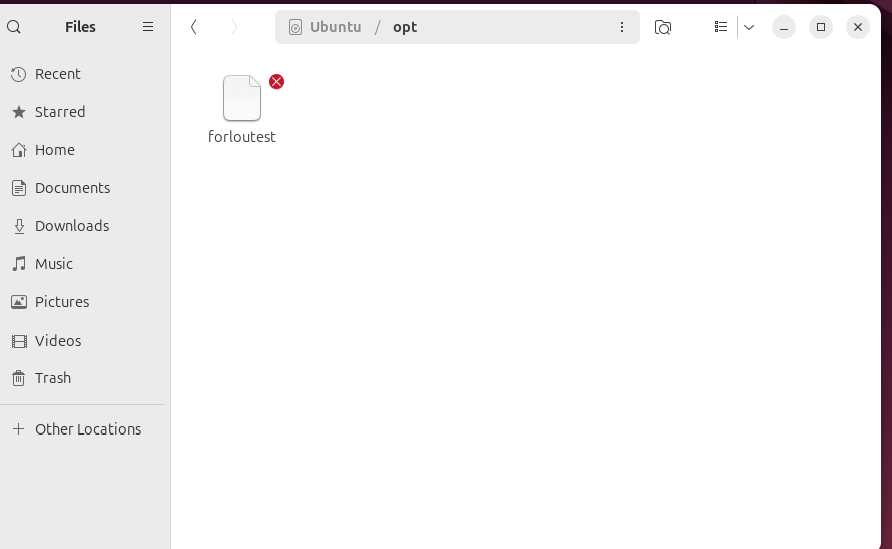 Files
Ubuntu / opt
Recent
Starred
Home
Documents
Downloads
Music
Pictures
Videos
Trash
Other Locations
forloutest